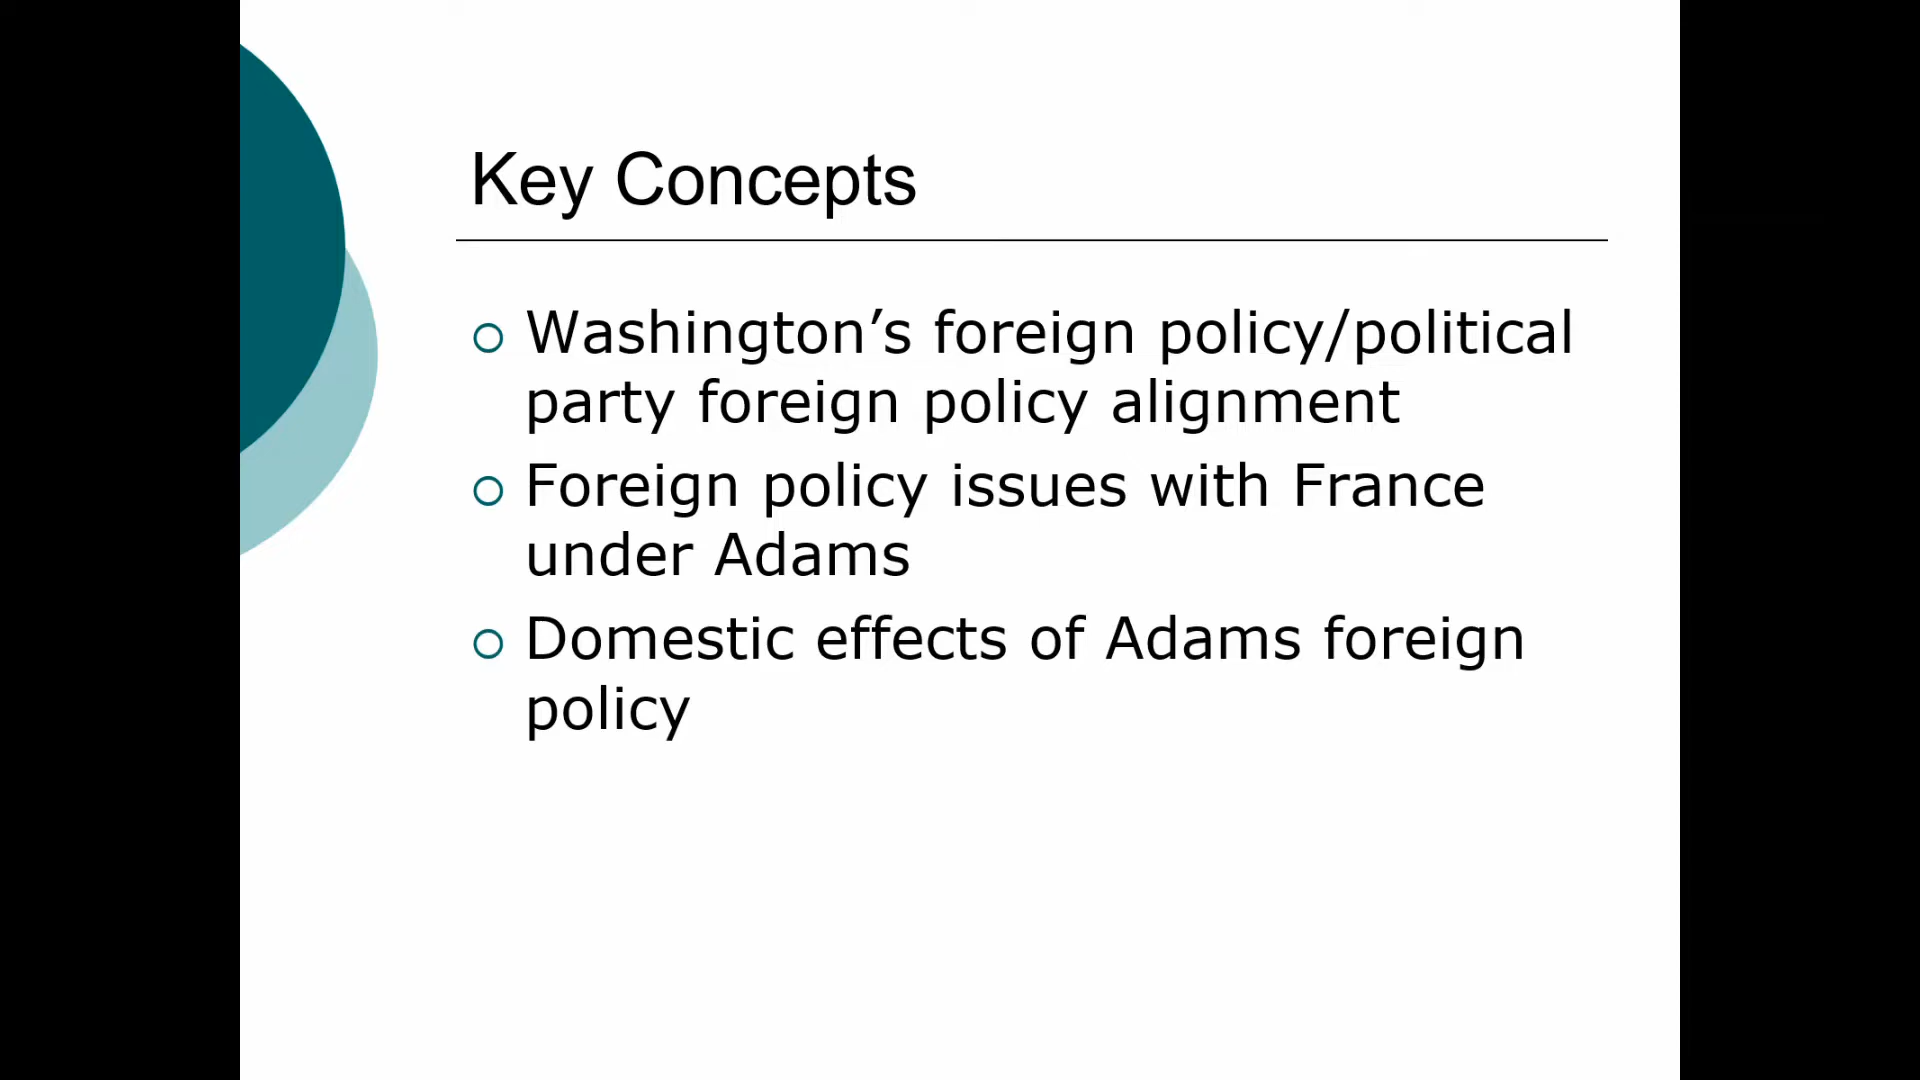 Key Concepts
Washington’s foreign policy/political
party foreign policy alignment
Foreign policy issues with France
under Adams
Domestic effects of Adams foreign
policy